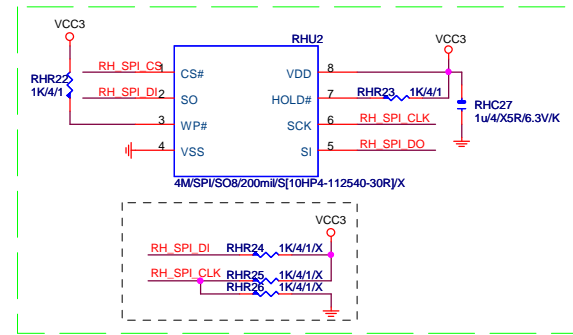 VCC3
RHU2
VCC3
RH_SPI_CS
1
CS#
VDD
8
RHR22
1K/4/1
RH_SPI_DI
2
SO
HOLD#
7
RHR23
1K/4/1
RHC27
1u/4/X5R/6.3V/K
3
WP#
SCK
6
RH_SPI_CLK
4
VSS
SI
5
RH_SPI_DO
4M/SPI/SO8/200mil/S[10HP4-112540-30R]/X
VCC3
RH_SPI_DI
RHR24
1K/4/1/X
RH_SPI_CLK
RHR25
1K/4/1/X
RHR26
1K/4/1/X